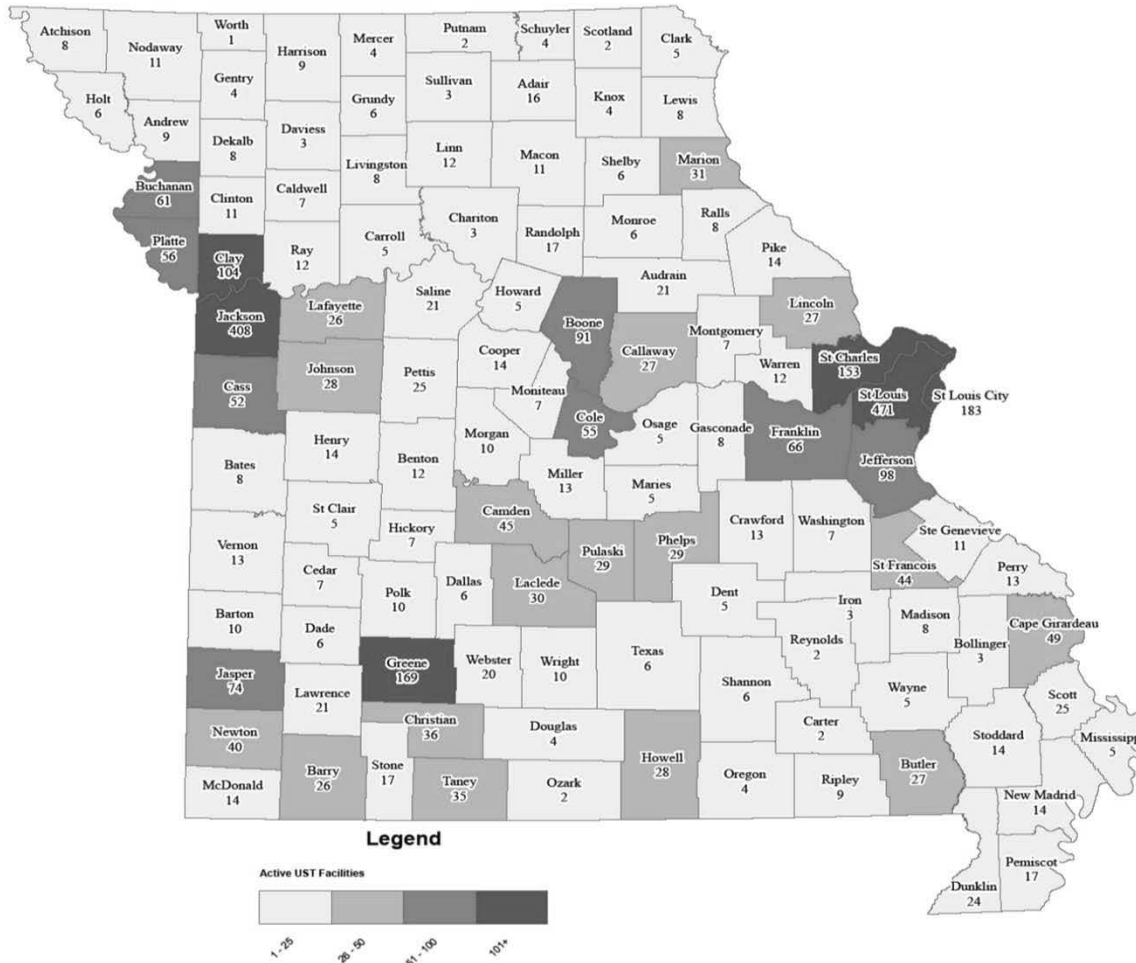 Atchison
8
Nodaway
11
Worth
1
Harrison
9
Mercer
4
Putnam
2
Schuyler
4
Scotland
2
Clark
5
Holt
6
Andrew
9
Gentry
4
Dekalb
8
Daviess
3
Grundy
6
Sullivan
3
Adair
16
Knox
4
Lewis
8
Livingston
8
Linn
12
Macon
11
Shelby
6
Marion
31
Buchanan
61
Clinton
11
Caldwell
7
Chariton
3
Randolph
17
Monroe
6
Ralls
8
Pike
14
Platte
56
Clay
104
Ray
12
Carroll
5
Saline
21
Howard
5
Audrain
21
Jackson
408
Lafayette
26
Boone
91
Callaway
27
Montgomery
7
Lincoln
27
Warren
12
St Charles
153
St Louis
471
St Louis City
183
Cass
52
Johnson
28
Pettis
25
Cooper
14
Moniteau
7
Cole
55
Osage
5
Gasconade
8
Franklin
66
Jefferson
98
Bates
8
Henry
14
Benton
12
Morgan
10
Miller
13
Maries
5
Vernon
13
St Clair
5
Hickory
7
Camden
45
Pulaski
29
Phelps
29
Crawford
13
Washington
7
St Francois
44
Ste Genevieve
11
Perry
13
Barton
10
Cedar
7
Polk
10
Dallas
6
Laclede
30
Dent
5
Iron
3
Reynolds
2
Madison
8
Bollinger
3
Cape Girardeau
49
Jasper
74
Dade
6
Greene
169
Webster
20
Wright
10
Texas
6
Shannon
6
Wayne
5
Scott
25
Lawrence
21
Newton
40
Christian
36
Douglas
4
Howell
28
Carter
2
Stoddard
14
Mississipp
5
McDonald
14
Barry
26
Stone
17
Taney
35
Ozark
2
Oregon
4
Ripley
9
Butler
27
New Madrid
14
Pemiscot
17
Dunklin
24
Legend
Active UST Facilities
1 - 25
26 - 50
51 - 100
101+